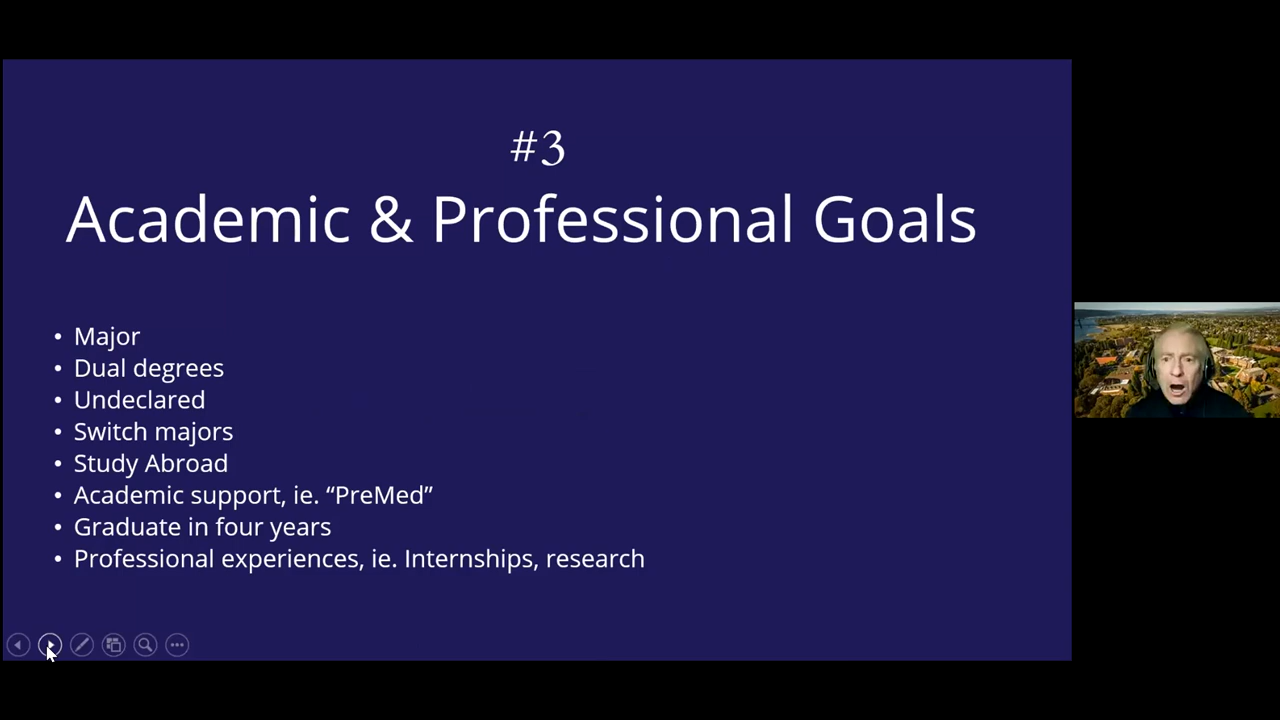 #3
Academic & Professional Goals
• Major
• Dual degrees
• Undeclared
• Switch majors
• Study Abroad
• Academic support, ie. “PreMed”
• Graduate in four years
• Professional experiences, ie. Internships, research